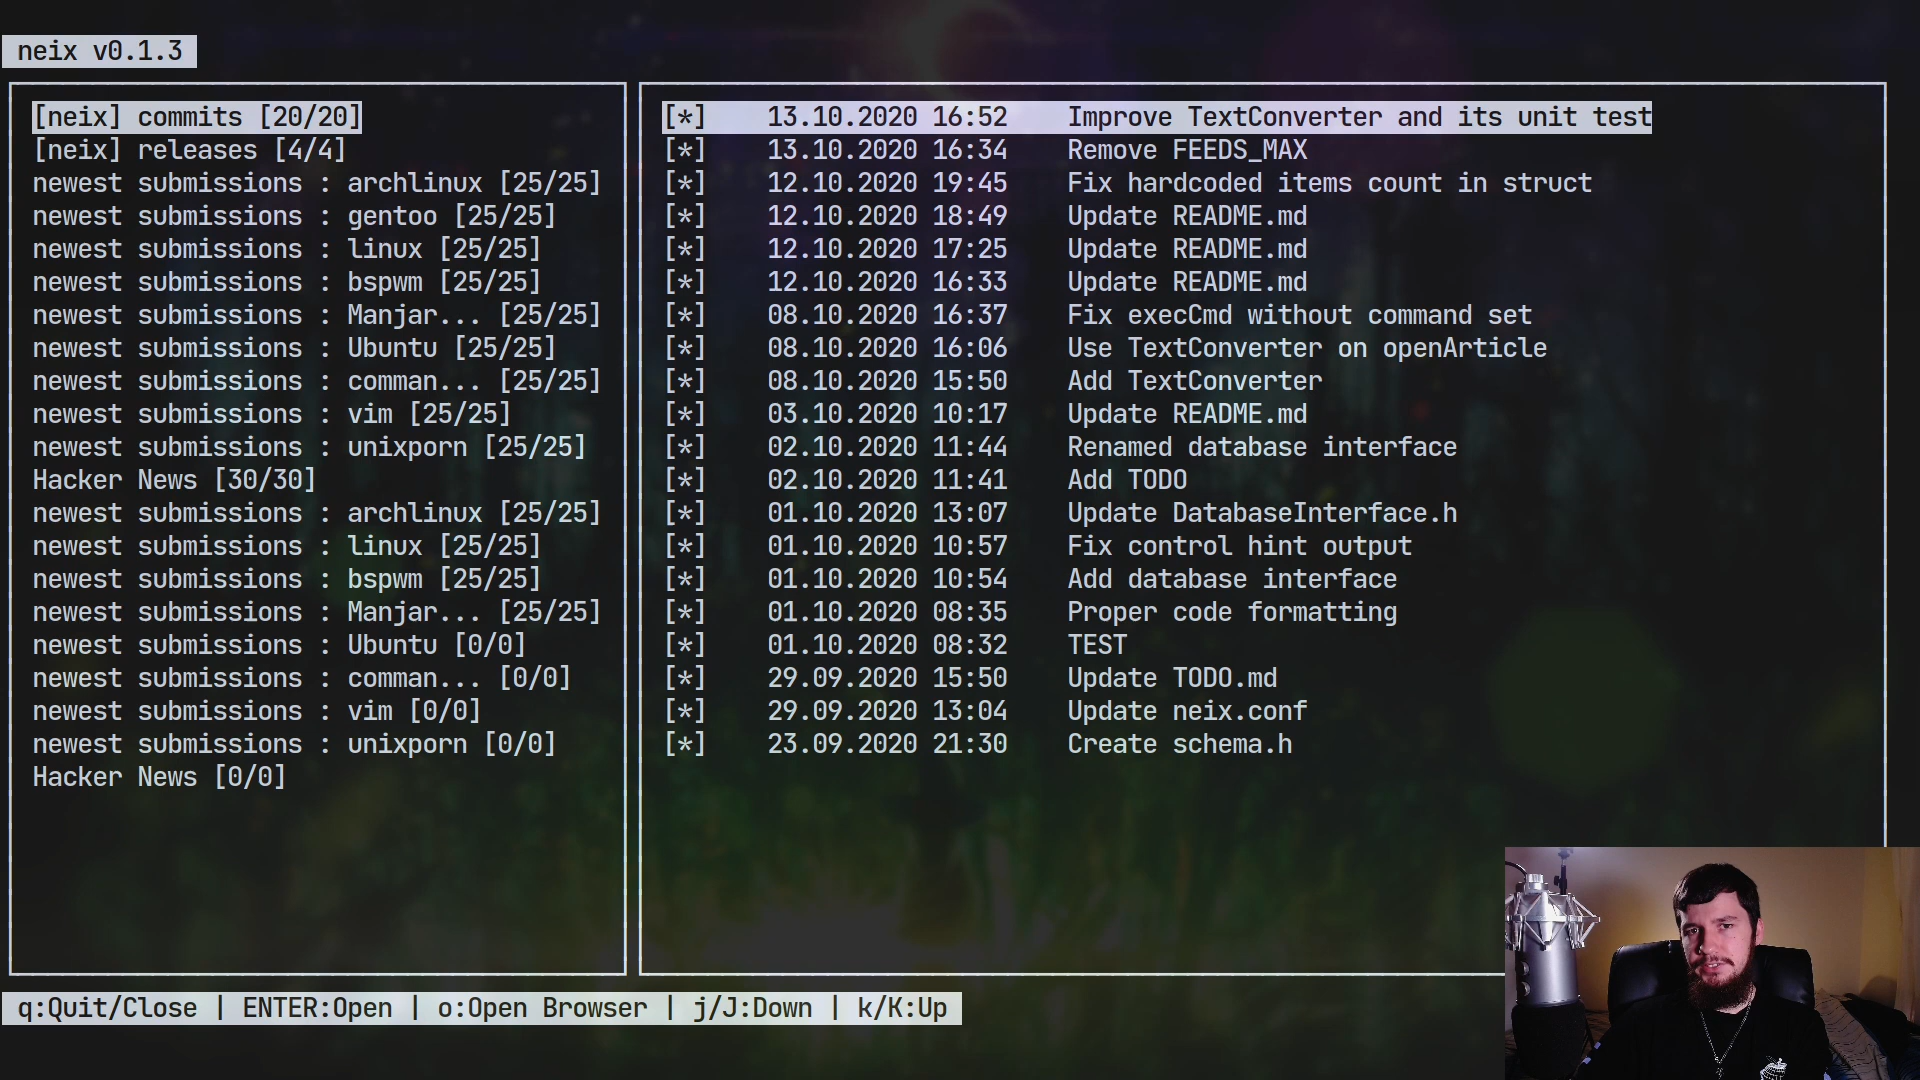 neix v0.1.3
[neix] commits [20/20]
[neix] releases [4/4]
newest submissions : archlinux [25/25]
newest submissions : gentoo [25/25]
newest submissions : linux [25/25]
newest submissions : bspwm [25/25]
newest submissions : Manjar... [25/25]
newest submissions : Ubuntu [25/25]
newest submissions : comman... [25/25]
newest submissions : vim [25/25]
newest submissions : unixporn [25/25]
Hacker News [30/30]
newest submissions : archlinux [25/25]
newest submissions : linux [25/25]
newest submissions : bspwm [25/25]
newest submissions : Manjar... [25/25]
newest submissions : Ubuntu [0/0]
newest submissions : comman... [0/0]
newest submissions : vim [0/0]
newest submissions : unixporn [0/0]
Hacker News [0/0]
[*] 13.10.2020 16:52 Improve TextConverter and its unit test
[*] 13.10.2020 16:34 Remove FEEDS_MAX
[*] 12.10.2020 19:45 Fix hardcoded items count in struct
[*] 12.10.2020 18:49 Update README.md
[*] 12.10.2020 17:25 Update README.md
[*] 12.10.2020 16:33 Update README.md
[*] 08.10.2020 16:37 Fix execCmd without command set
[*] 08.10.2020 16:06 Use TextConverter on openArticle
[*] 08.10.2020 15:50 Add TextConverter
[*] 03.10.2020 10:17 Update README.md
[*] 02.10.2020 11:44 Renamed database interface
[*] 02.10.2020 11:41 Add TODO
[*] 01.10.2020 13:07 Update DatabaseInterface.h
[*] 01.10.2020 10:57 Fix control hint output
[*] 01.10.2020 10:54 Add database interface
[*] 01.10.2020 08:35 Proper code formatting
[*] 01.10.2020 08:32 TEST
[*] 29.09.2020 15:50 Update TODO.md
[*] 29.09.2020 13:04 Update neix.conf
[*] 23.09.2020 21:30 Create schema.h
q:Quit/Close | ENTER:Open | o:Open Browser | j/J:Down | k/K:Up